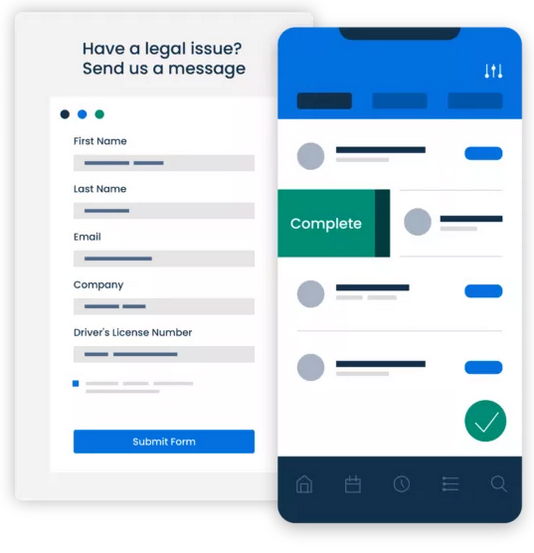 Have a legal issue?
Send us a message
First Name
Last Name
Email
Company
Driver's License Number
Submit Form
Complete